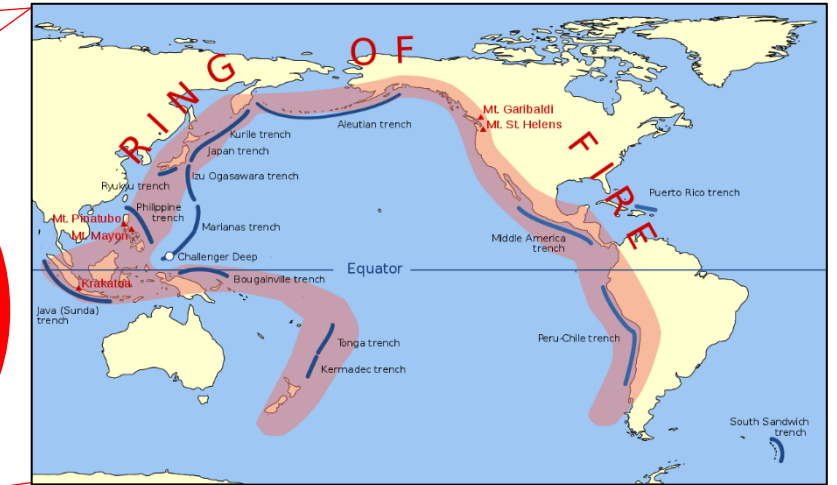 RING OF FIRE
Mt. Garibaldi
Mt. St. Helens
Aleutian trench
Kurile trench
Japan trench
Izu Ogasawara trench
Ryukyu trench
Puerto Rico trench
Philippine
trench
Mt. Pinatubo
Mt. Mayon
Marianas trench
Middle America
trench
Challenger Deep
Equator
Bougainville trench
Krakatoa
Java (Sunda)
trench
Tonga trench
Kermadec trench
Peru-Chile trench
South Sandwich
trench